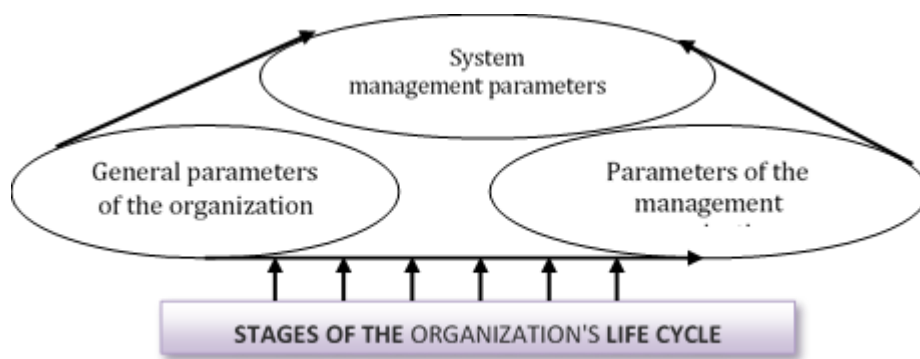 System
management parameters
General parameters
of the organization
Parameters of the
management
STAGES OF THE ORGANIZATION'S LIFE CYCLE